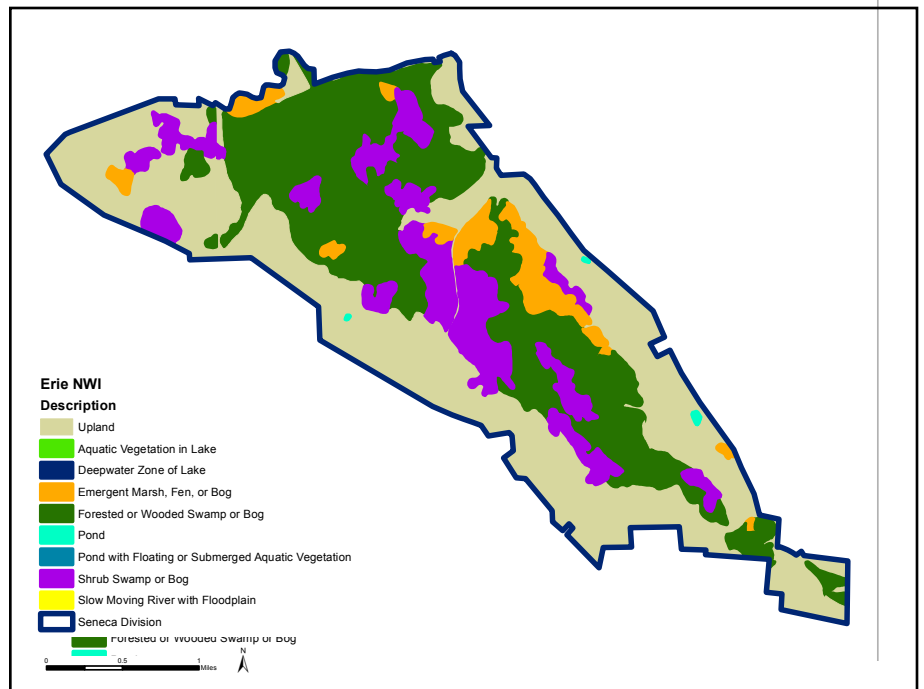 Erie NWI
Description
Upland
Aquatic Vegetation in Lake
Deepwater Zone of Lake
Emergent Marsh, Fen, or Bog
Forested or Wooded Swamp or Bog
Pond
Pond with Floating or Submerged Aquatic Vegetation
Shrub Swamp or Bog
Slow Moving River with Floodplain
Seneca Division
Forested or Wooded Swamp or Bog
0 0.5 1
Miles
N